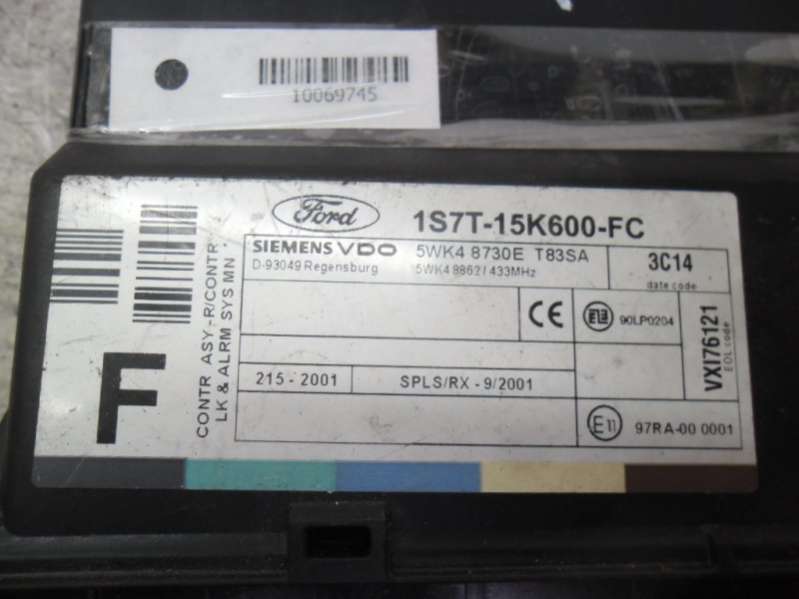 10069745
Ford
1S7T-15K600-FC
SIEMENS VDO
D-93049 Regensburg
5WK4 8730E T83SA
5WK4 8862 / 433MHz
3C14
date code
CONTR ASY-R/CONTR
LK & ALRM SYS MN
F
CE
90LP0204
VXI76121
EOL code
215 - 2001
SPLS/RX - 9/2001
E11
97RA-00 0001